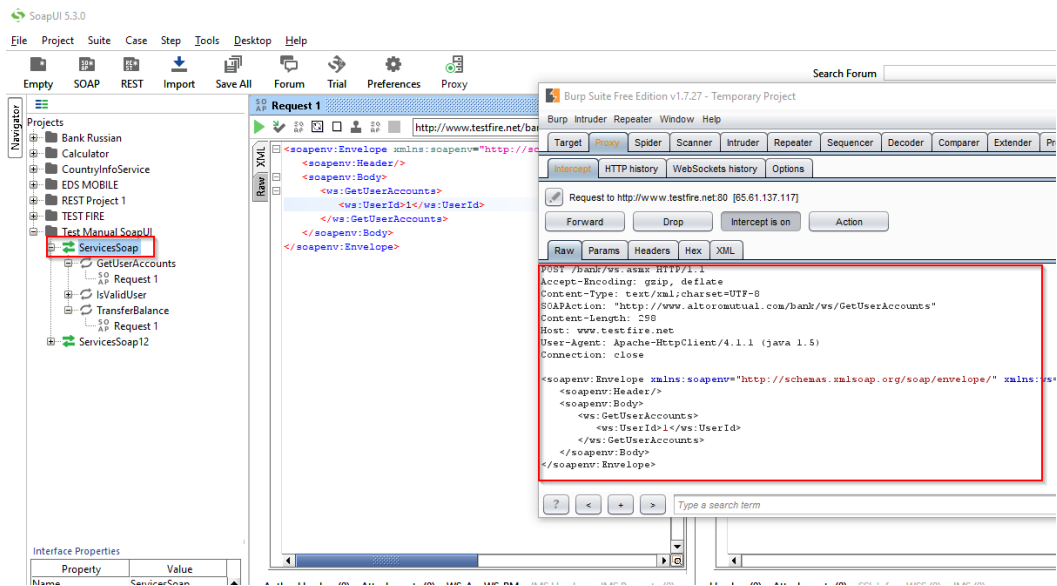 SoapUI 5.3.0
File Project Suite Case Step Tools Desktop Help
Empty SOAP REST Import Save All Forum Trial Preferences Proxy
Search Forum
Navigator
Projects
Bank Russian
Calculator
CountryInfoService
EDS MOBILE
REST Project 1
TEST FIRE
Test Manual SoapUI
ServicesSoap
GetUserAccounts
Request 1
IsValidUser
TransferBalance
Request 1
ServicesSoap12
Interface Properties
Property Value
Name ServicesSoap
Request 1
http://www.testfire.net/ba
XML
Raw
<soapenv:Envelope xmlns:soapenv="http://sc
<soapenv:Header/>
<soapenv:Body>
<ws:GetUserAccounts>
<ws:UserId>1</ws:UserId>
</ws:GetUserAccounts>
</soapenv:Body>
</soapenv:Envelope>
Burp Suite Free Edition v1.7.27 - Temporary Project
Burp Intruder Repeater Window Help
Target Proxy Spider Scanner Intruder Repeater Sequencer Decoder Comparer Extender Pr
Intercept HTTP history WebSockets history Options
Request to http://www.testfire.net:80 [65.61.137.117]
Forward Drop Intercept is on Action
Raw Params Headers Hex XML
POST /bank/ws.asmx HTTP/1.1
Accept-Encoding: gzip, deflate
Content-Type: text/xml;charset=UTF-8
SOAPAction: "http://www.altoromutual.com/bank/ws/GetUserAccounts"
Content-Length: 298
Host: www.testfire.net
User-Agent: Apache-HttpClient/4.1.1 (java 1.5)
Connection: close
<soapenv:Envelope xmlns:soapenv="http://schemas.xmlsoap.org/soap/envelope/" xmlns:ws=
<soapenv:Header/>
<soapenv:Body>
<ws:GetUserAccounts>
<ws:UserId>1</ws:UserId>
</ws:GetUserAccounts>
</soapenv:Body>
</soapenv:Envelope>
? < + > Type a search term